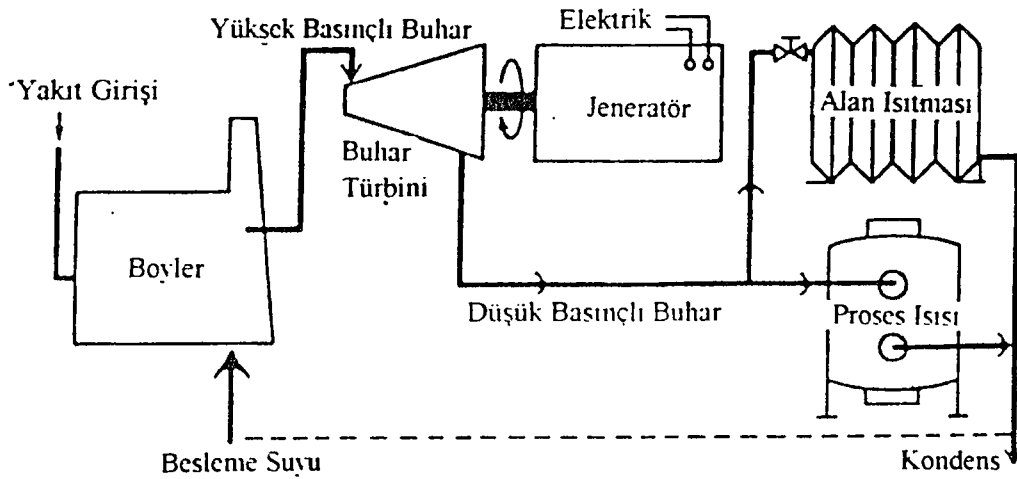 Elektrik
Yüksek Basınçlı Buhar
Yakıt Girişi
Jeneratör
Alan Isıtması
Buhar
Türbini
Boyler
Düşük Basınçlı Buhar
Proses Isısı
Besleme Suyu
Kondens